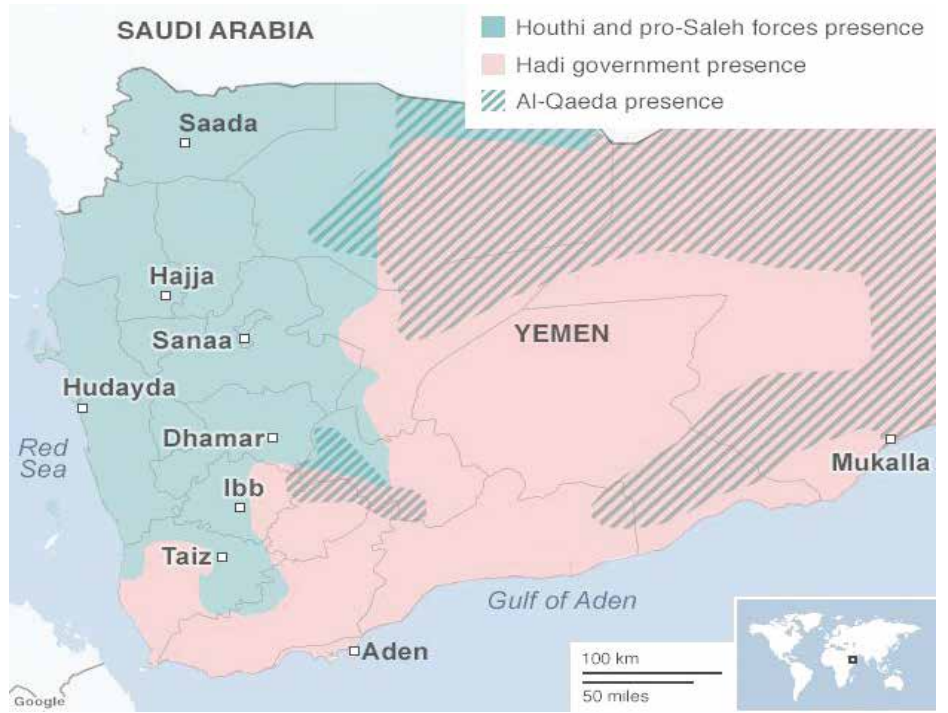 SAUDI ARABIA
Houthi and pro-Saleh forces presence
Hadi government presence
Al-Qaeda presence
Saada
Hajja
Sanaa
YEMEN
Hudayda
Red
Sea
Dhamar
Mukalla
Ibb
Taiz
Gulf of Aden
Aden
100 km
50 miles
Google